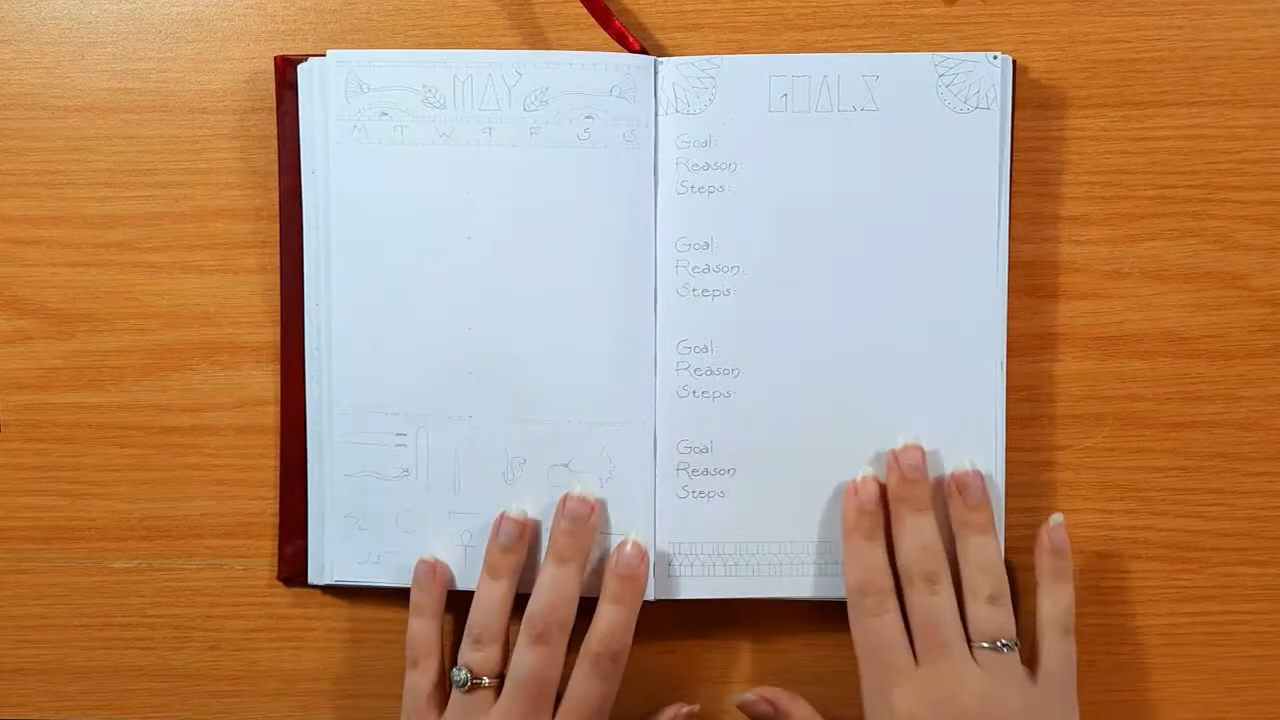 MAY
M T W T F S S
GOALS
Goal:
Reason:
Steps:
Goal:
Reason:
Steps:
Goal:
Reason:
Steps:
Goal
Reason
Steps: